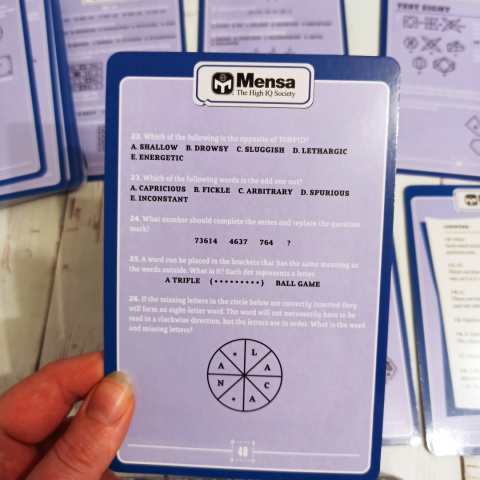 TEST EIGHT
Mensa
The High IQ Society
22. Which of the following is the opposite of TORPID?
A. SHALLOW B. DROWSY C. SLUGGISH D. LETHARGIC
E. ENERGETIC
23. Which of the following words is the odd one out?
A. CAPRICIOUS B. FICKLE C. ARBITRARY D. SPURIOUS
E. INCONSTANT
24. What number should complete the series and replace the question
mark?
73614 4637 764 ?
25. A word can be placed in the brackets that has the same meaning as
the words outside. What is it? Each dot represents a letter.
A TRIFLE (•••••••••) BALL GAME
26. If the missing letters in the circle below are correctly inserted they
will form an eight-letter word. The word will not necessarily have to be
read in a clockwise direction, but the letters are in order. What is the word
and missing letters?
• L
A A
N C
• A
48